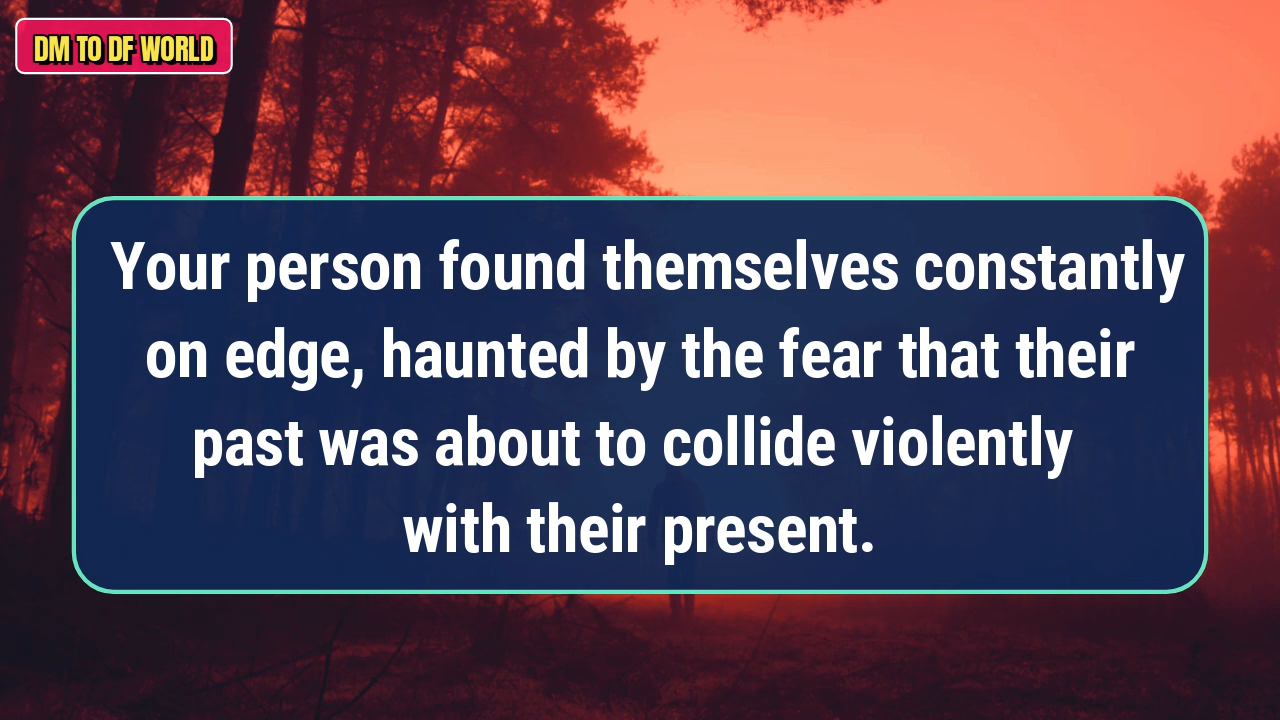 DM TO DF WORLD
Your person found themselves constantly
on edge, haunted by the fear that their
past was about to collide violently
with their present.